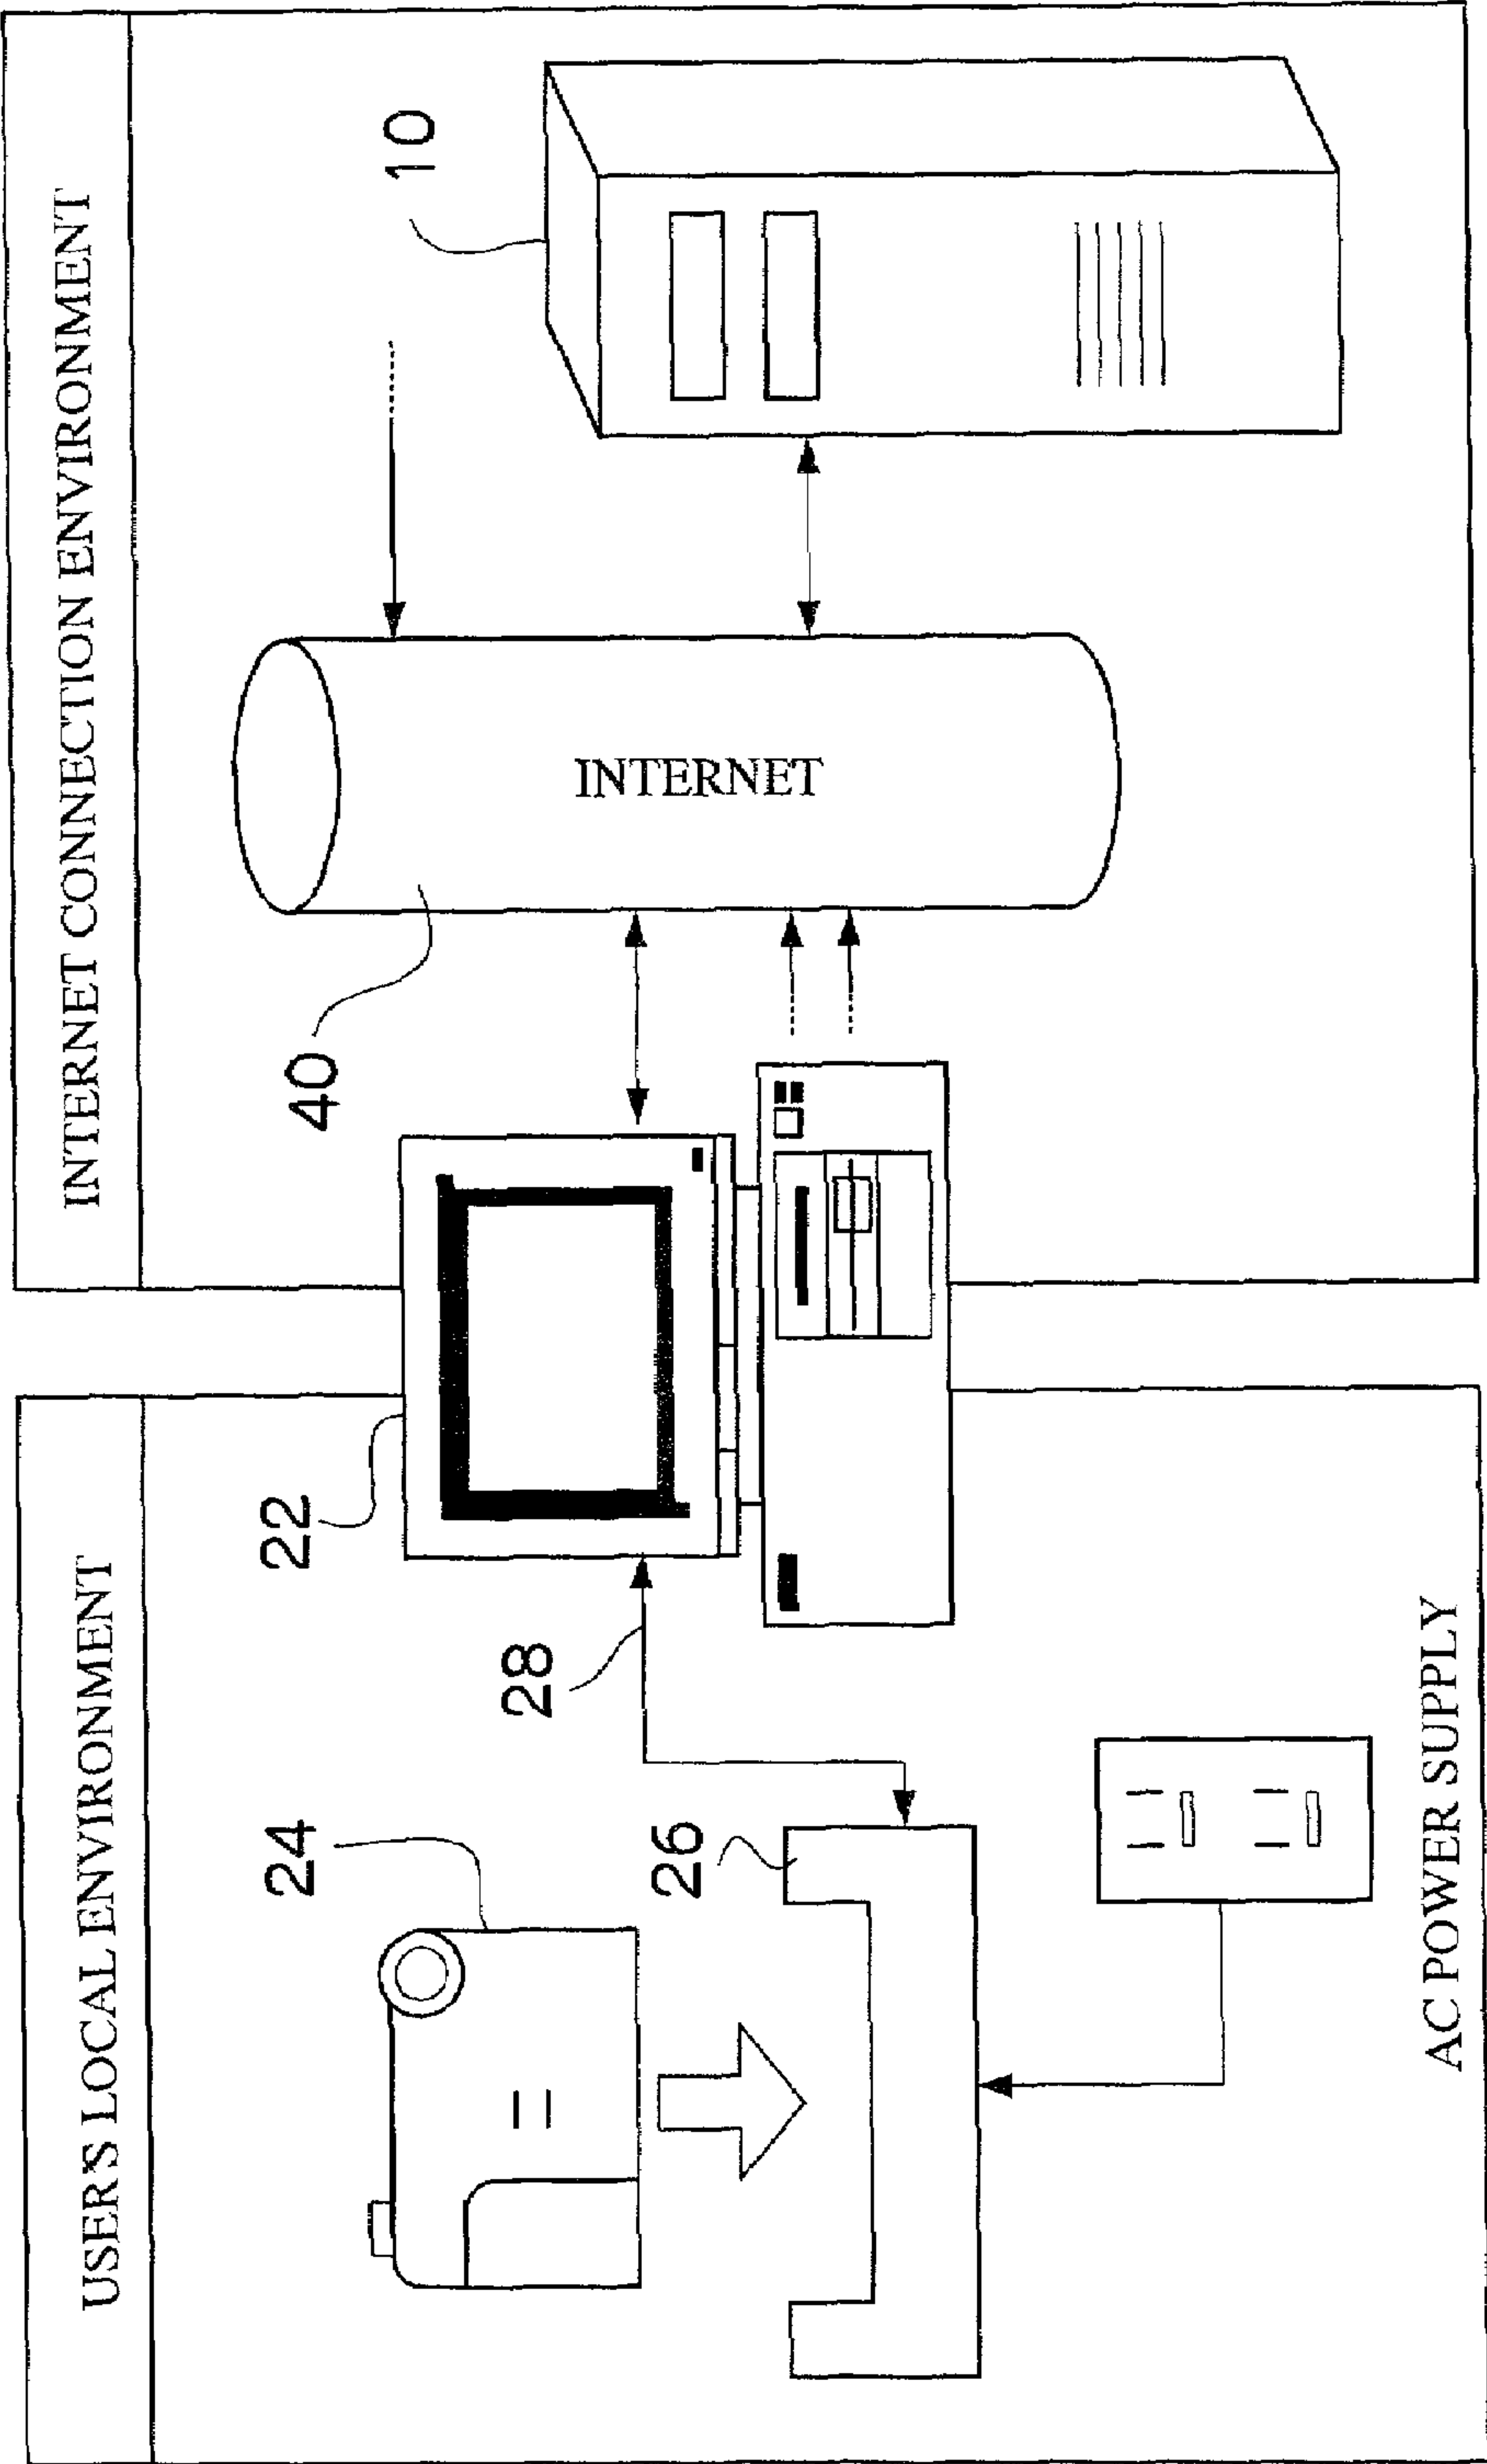 USER'S LOCAL ENVIRONMENT
24
26
28
22
AC POWER SUPPLY
INTERNET CONNECTION ENVIRONMENT
40
INTERNET
10